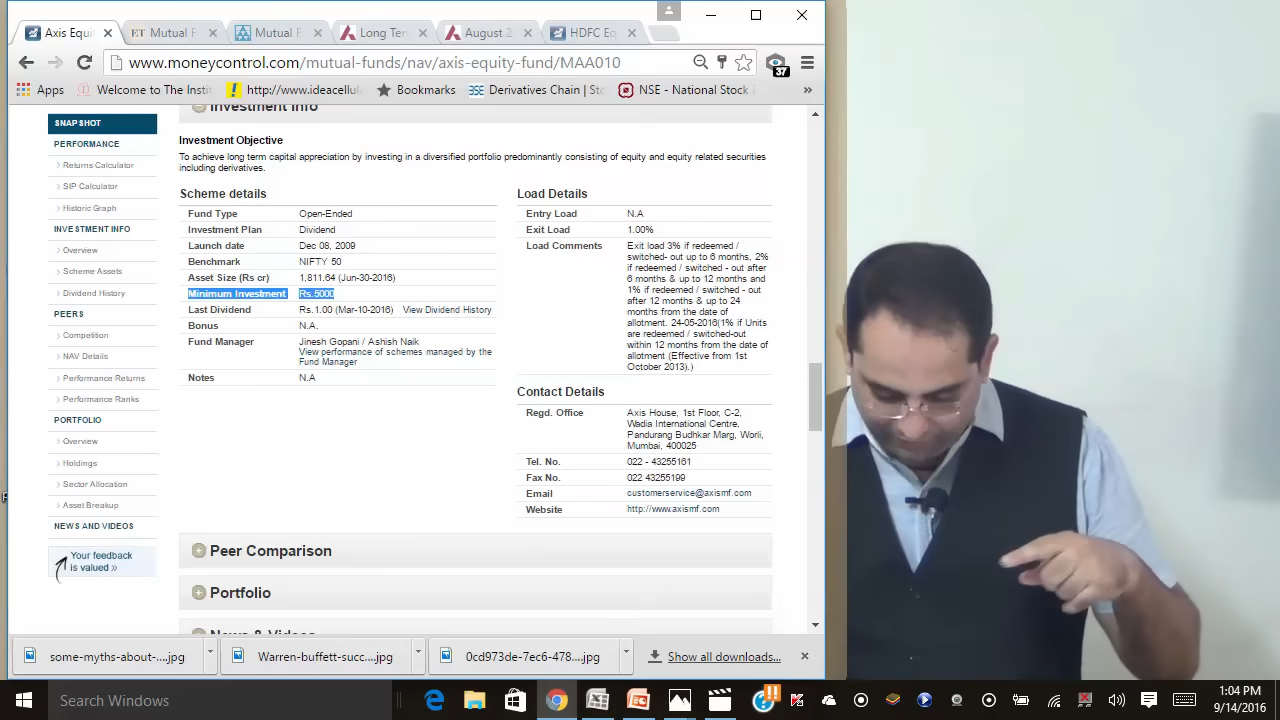 Axis Equi
Mutual F
Mutual F
Long Ter
August 2
HDFC Eq
www.moneycontrol.com/mutual-funds/nav/axis-equity-fund/MAA010
37
Apps
Welcome to The Insti
http://www.ideacellul
Bookmarks
Derivatives Chain | St
NSE - National Stock
»
Investment Info
SNAPSHOT
PERFORMANCE
Returns Calculator
SIP Calculator
Historic Graph
INVESTMENT INFO
Overview
Scheme Assets
Dividend History
PEERS
Competition
NAV Details
Performance Returns
Performance Ranks
PORTFOLIO
Overview
Holdings
Sector Allocation
Asset Breakup
NEWS AND VIDEOS
Your feedback
is valued »
Investment Objective
To achieve long term capital appreciation by investing in a diversified portfolio predominantly consisting of equity and equity related securities
including derivatives.
Scheme details
Fund Type Open-Ended
Investment Plan Dividend
Launch date Dec 08, 2009
Benchmark NIFTY 50
Asset Size (Rs cr) 1,811.64 (Jun-30-2016)
Minimum Investment Rs.5000
Last Dividend Rs.1.00 (Mar-10-2016) View Dividend History
Bonus N.A.
Fund Manager Jinesh Gopani / Ashish Naik
View performance of schemes managed by the
Fund Manager
Notes N.A
Load Details
Entry Load N.A
Exit Load 1.00%
Load Comments Exit load 3% if redeemed /
switched- out up to 6 months, 2%
if redeemed / switched - out after
6 months & up to 12 months and
1% if redeemed / switched - out
after 12 months & up to 24
months from the date of
allotment. 24-05-2016(1% if Units
are redeemed / switched-out
within 12 months from the date of
allotment (Effective from 1st
October 2013).)
Contact Details
Regd. Office Axis House, 1st Floor, C-2,
Wadia International Centre,
Pandurang Budhkar Marg, Worli,
Mumbai, 400025
Tel. No. 022 - 43255161
Fax No. 022 43255199
Email customerservice@axismf.com
Website http://www.axismf.com
Peer Comparison
Portfolio
News & Videos
some-myths-about-....jpg
Warren-buffett-succ....jpg
0cd973de-7ec6-478....jpg
Show all downloads...
Search Windows
1:04 PM
9/14/2016